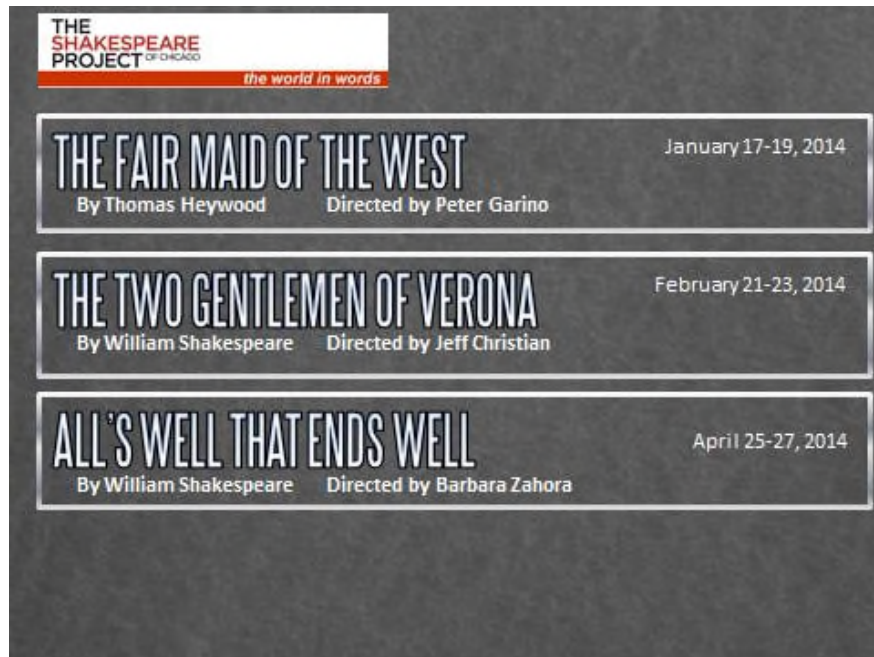 THE
SHAKESPEARE
PROJECT OF CHICAGO
the world in words
THE FAIR MAID OF THE WEST
January 17-19, 2014
By Thomas Heywood Directed by Peter Garino
THE TWO GENTLEMEN OF VERONA
February 21-23, 2014
By William Shakespeare Directed by Jeff Christian
ALL'S WELL THAT ENDS WELL
April 25-27, 2014
By William Shakespeare Directed by Barbara Zahora